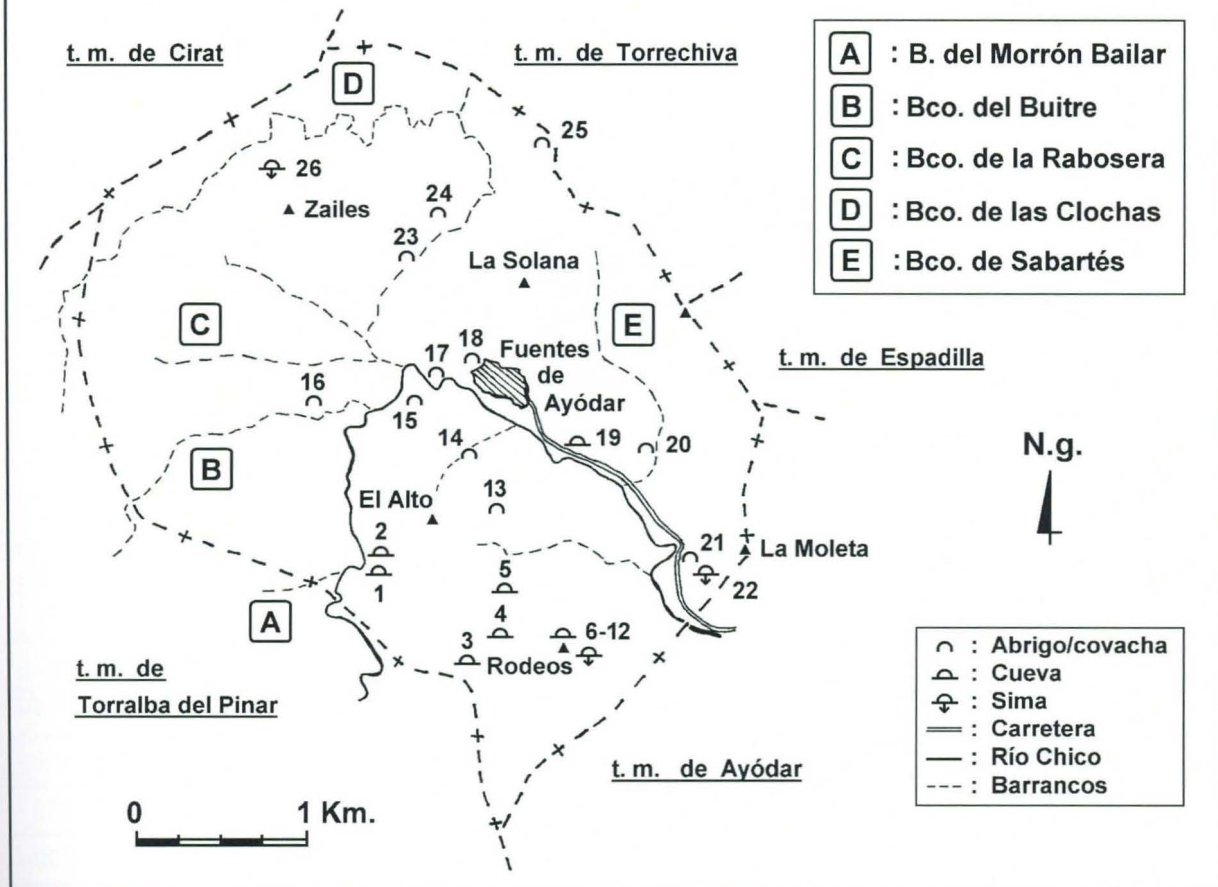 t. m. de Cirat
t. m. de Torrechiva
D
25
26
Zailes
24
23
La Solana
C
E
t. m. de Espadilla
18
17
Fuentes
de
Ayódar
16
15
14
19
20
B
El Alto
13
N.g.
2
1
5
21
La Moleta
22
A
4
3
6-12
Rodeos
t. m. de
Torralba del Pinar
t. m. de Ayódar
0 1 Km.
A : B. del Morrón Bailar
B : Bco. del Buitre
C : Bco. de la Rabosera
D : Bco. de las Clochas
E : Bco. de Sabartés
: Abrigo/covacha
: Cueva
: Sima
: Carretera
: Río Chico
: Barrancos